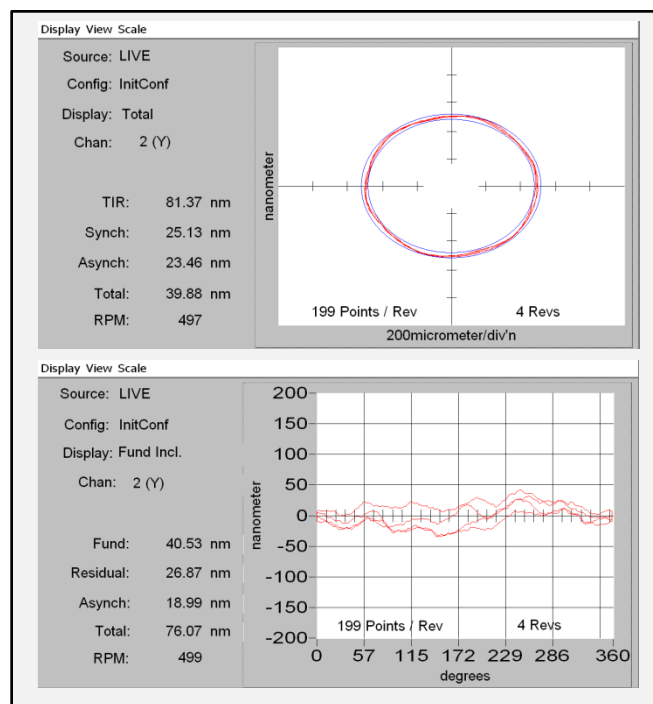 Display View Scale
Source: LIVE
Config: InitConf
Display: Total
Chan: 2 (Y)
TIR: 81.37 nm
Synch: 25.13 nm
Asynch: 23.46 nm
Total: 39.88 nm
RPM: 497
nanometer
199 Points / Rev 4 Revs
200micrometer/div'n
Display View Scale
Source: LIVE
Config: InitConf
Display: Fund Incl.
Chan: 2 (Y)
Fund: 40.53 nm
Residual: 26.87 nm
Asynch: 18.99 nm
Total: 76.07 nm
RPM: 499
nanometer
200
150
100
50
0
-50
-100
-150
-200
199 Points / Rev 4 Revs
0 57 115 172 229 286 360
degrees